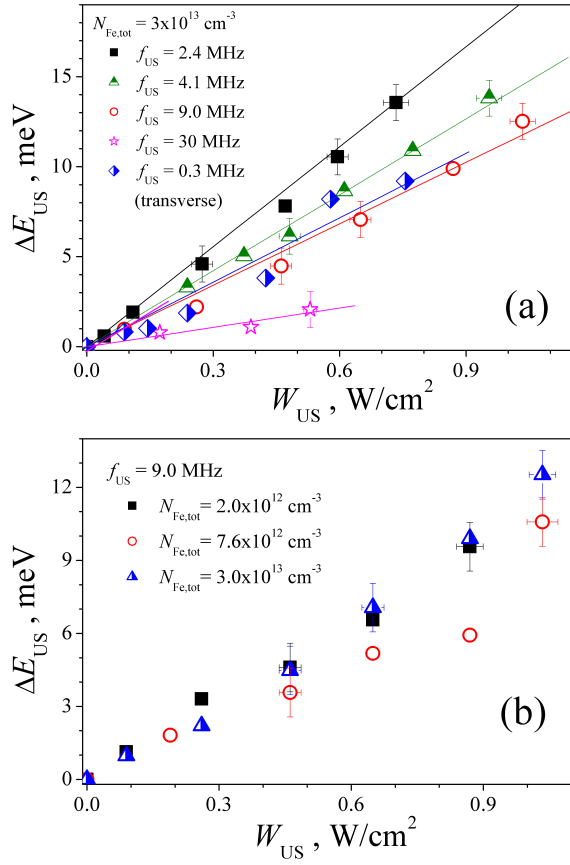 N_Fe,tot = 3x10^13 cm^-3
f_US = 2.4 MHz
f_US = 4.1 MHz
f_US = 9.0 MHz
f_US = 30 MHz
f_US = 0.3 MHz
(transverse)
15
10
5
0
ΔE_US, meV
(a)
0.0 0.3 0.6 0.9
W_US , W/cm^2
f_US = 9.0 MHz
N_Fe,tot = 2.0x10^12 cm^-3
N_Fe,tot = 7.6x10^12 cm^-3
N_Fe,tot = 3.0x10^13 cm^-3
12
9
6
3
0
ΔE_US, meV
(b)
0.0 0.3 0.6 0.9
W_US , W/cm^2